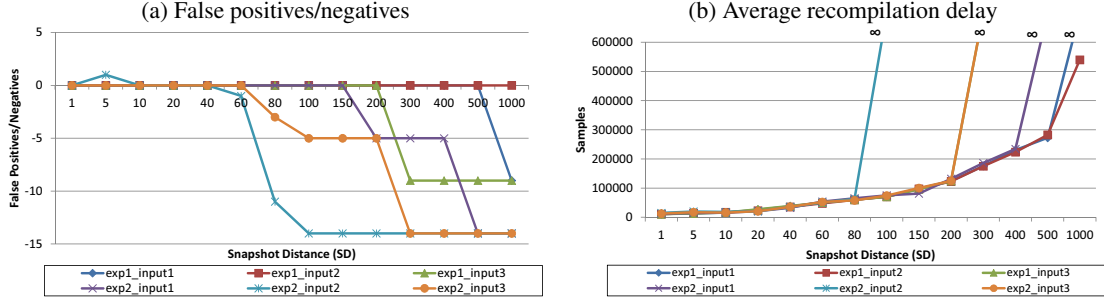 (a) False positives/negatives
5
0
-5
-10
-15
False Positives/Negatives
1 5 10 20 40 60 80 100 150 200 300 400 500 1000
Snapshot Distance (SD)
exp1_input1 exp1_input2 exp1_input3
exp2_input1 exp2_input2 exp2_input3
(b) Average recompilation delay
∞ ∞ ∞ ∞
600000
500000
400000
300000
200000
100000
0
Samples
1 5 10 20 40 60 80 100 150 200 300 400 500 1000
Snapshot Distance (SD)
exp1_input1 exp1_input2 exp1_input3
exp2_input1 exp2_input2 exp2_input3